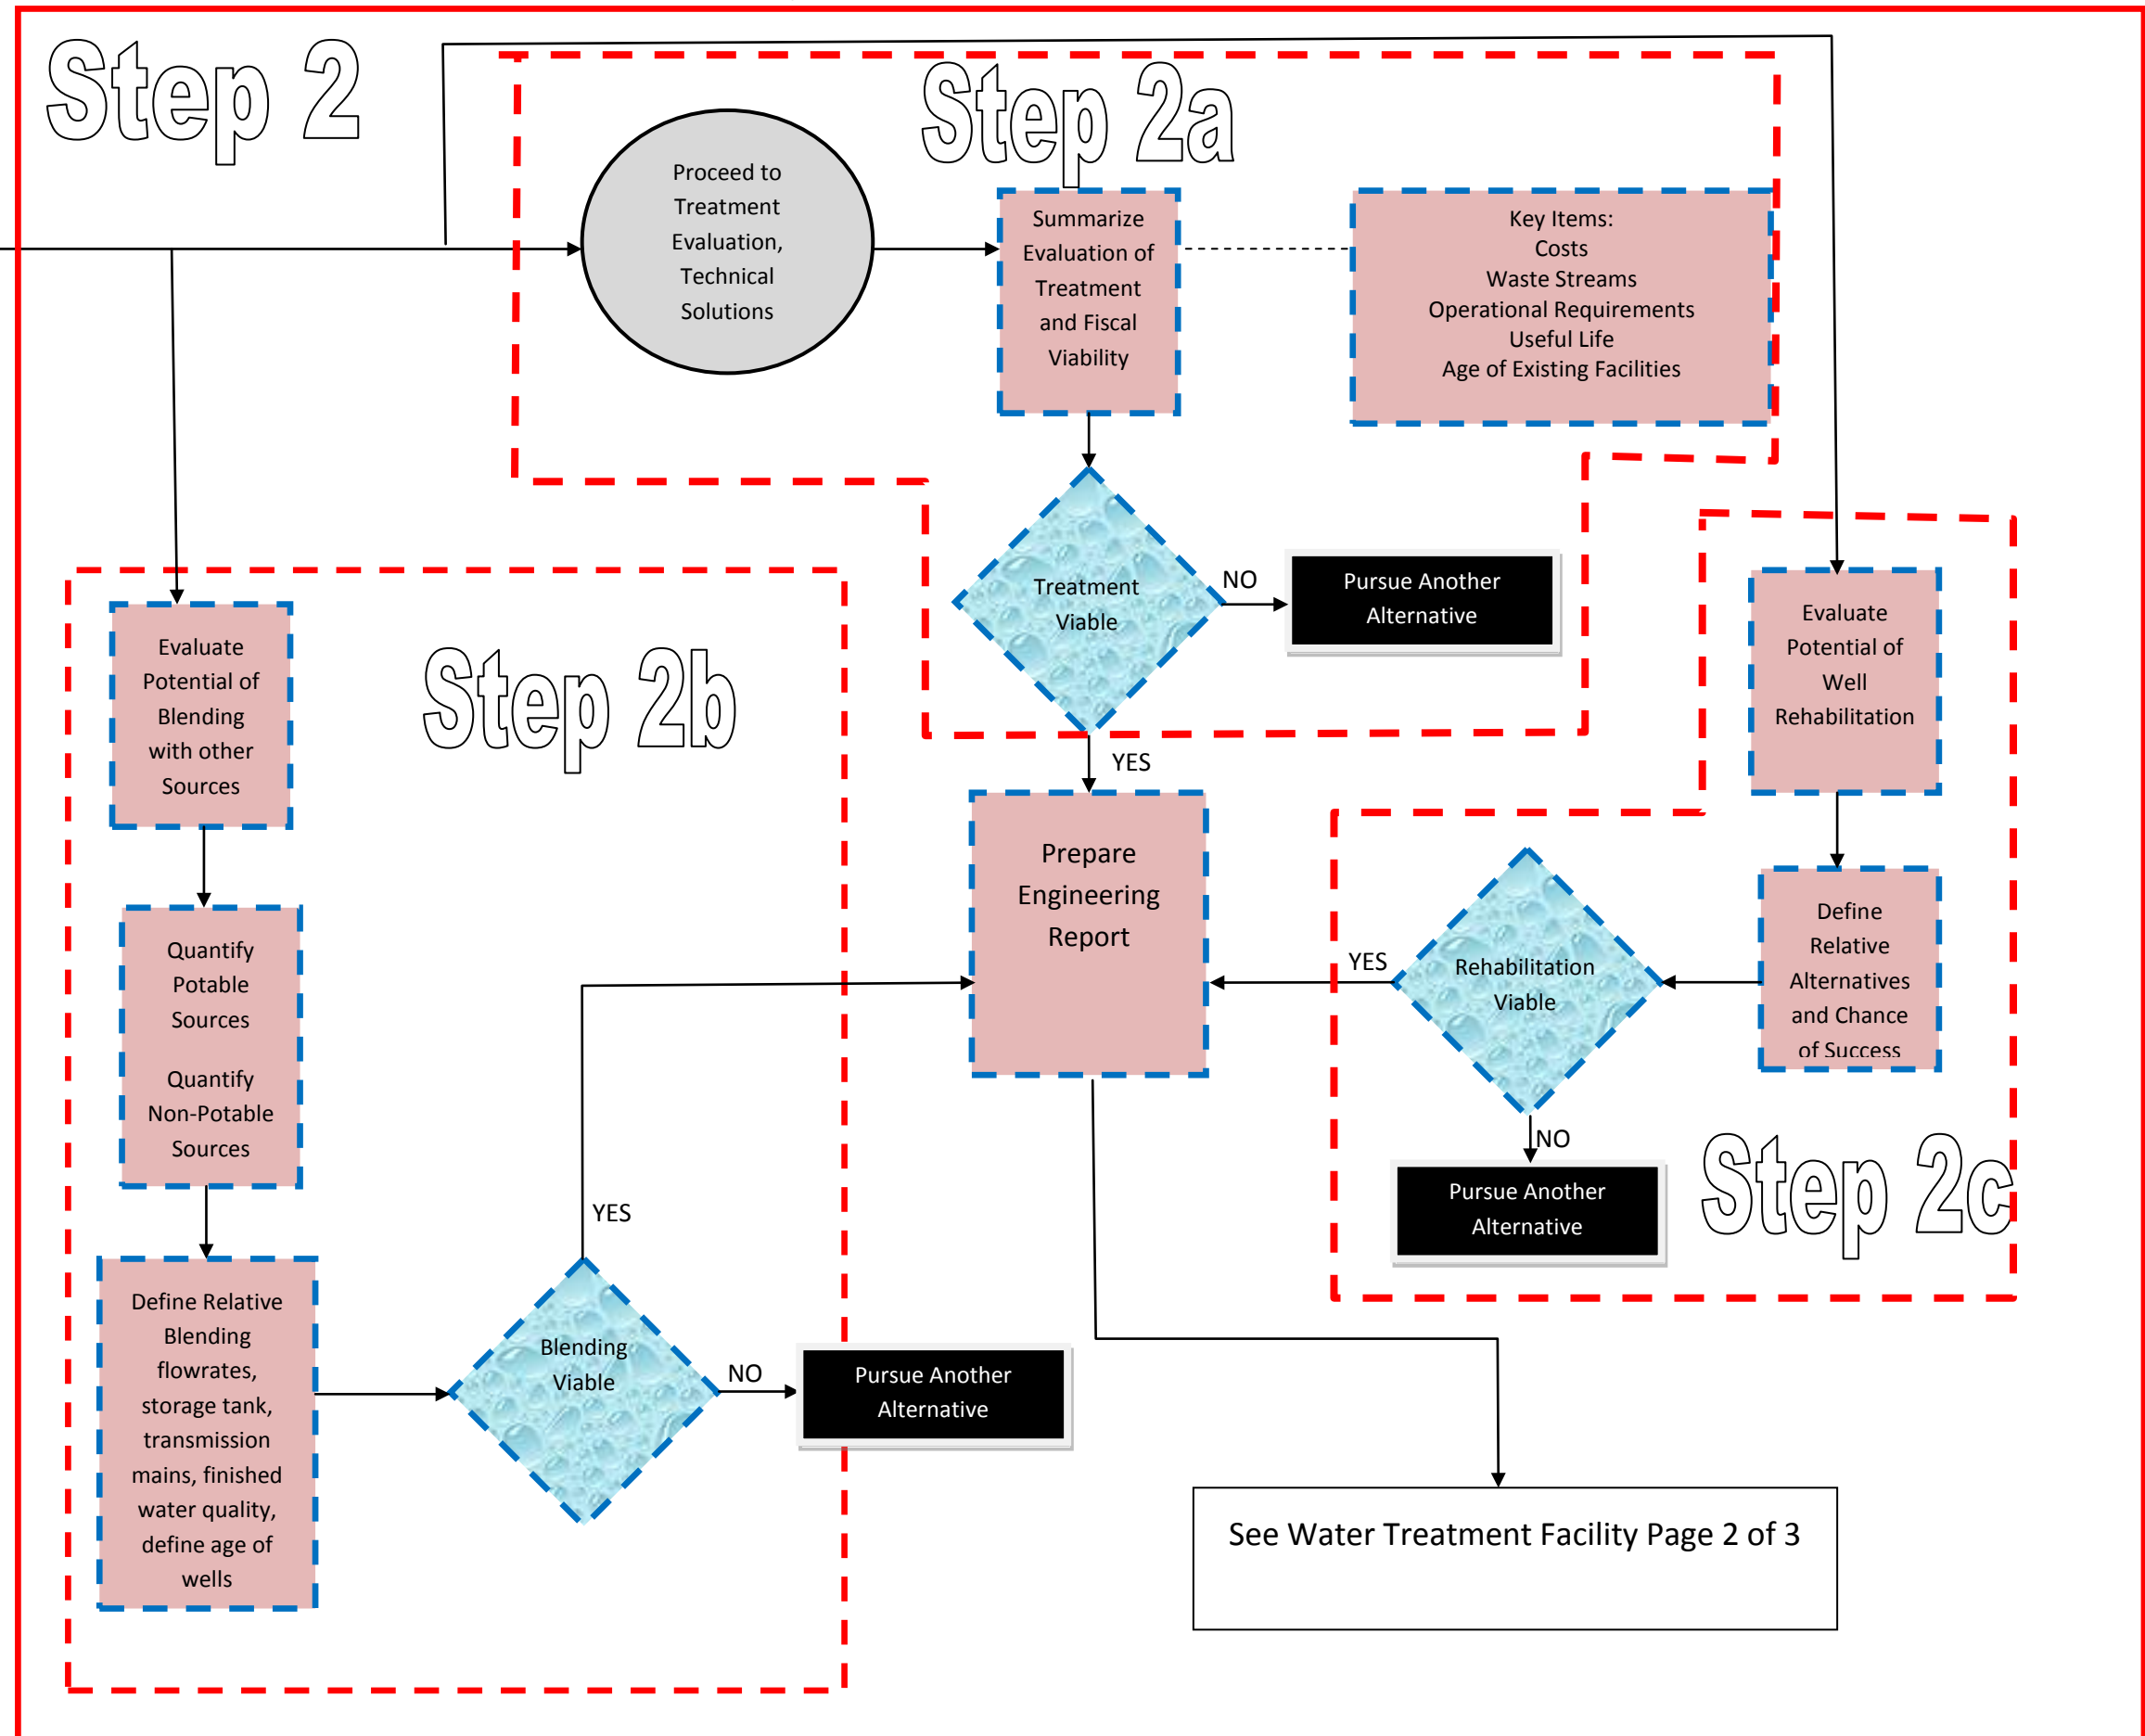 Step 2
Step 2a
Proceed to
Treatment
Evaluation,
Technical
Solutions
Summarize
Evaluation of
Treatment
and Fiscal
Viability
Key Items:
Costs
Waste Streams
Operational Requirements
Useful Life
Age of Existing Facilities
Treatment
Viable
NO
Pursue Another
Alternative
YES
Step 2b
Evaluate
Potential of
Blending
with other
Sources
Quantify
Potable
Sources
Quantify
Non-Potable
Sources
Define Relative
Blending
flowrates,
storage tank,
transmission
mains, finished
water quality,
define age of
wells
Blending
Viable
YES
NO
Pursue Another
Alternative
Prepare
Engineering
Report
Evaluate
Potential of
Well
Rehabilitation
Define
Relative
Alternatives
and Chance
of Success
Rehabilitation
Viable
YES
NO
Pursue Another
Alternative
Step 2c
See Water Treatment Facility Page 2 of 3